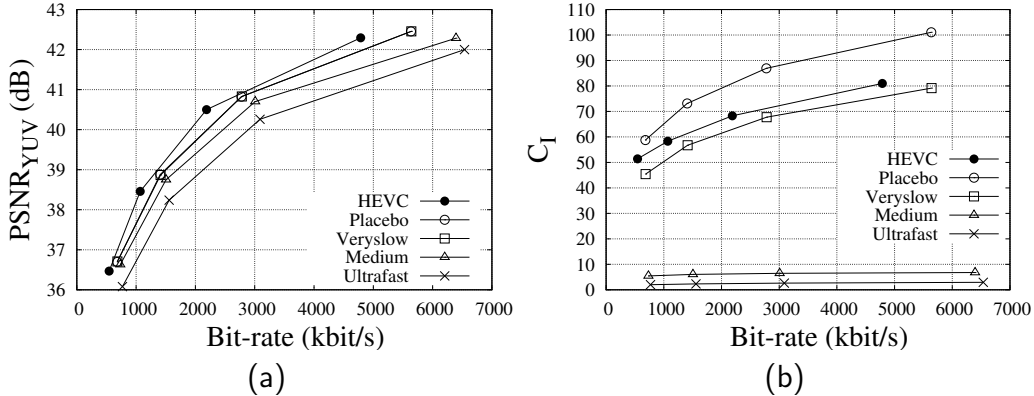 43
42
41
40
39
38
37
36
PSNR_YUV (dB)
HEVC
Placebo
Veryslow
Medium
Ultrafast
0 1000 2000 3000 4000 5000 6000 7000
Bit-rate (kbit/s)
(a)
110
100
90
80
70
60
50
40
30
20
10
0
C_I
HEVC
Placebo
Veryslow
Medium
Ultrafast
0 1000 2000 3000 4000 5000 6000 7000
Bit-rate (kbit/s)
(b)